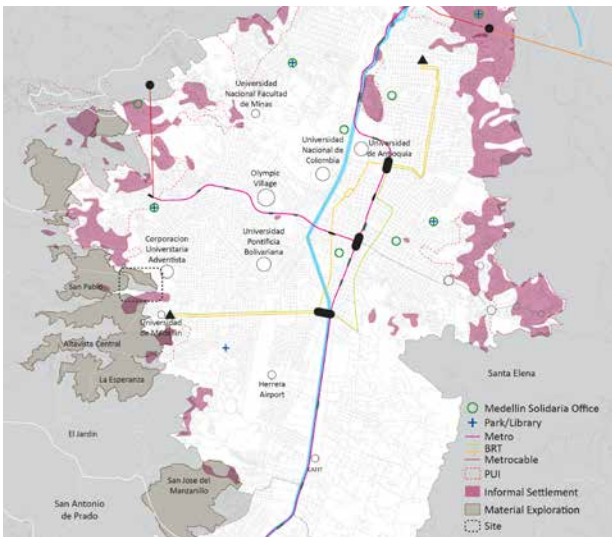 Universidad
Nacional Facultad
de Minas
Universidad
Nacional de
Colombia
Universidad
de Antioquia
Olympic
Village
Corporacion
Universitaria
Adventista
Universidad
Pontificia
Bolivariana
San Pablo
Universidad
de Medellin
Altavista Central
La Esperanza
Herrera
Airport
Santa Elena
El Jardin
San Jose del
Manzanillo
San Antonio
de Prado
Medellin Solidaria Office
Park/Library
Metro
BRT
Metrocable
PUI
Informal Settlement
Material Exploration
Site